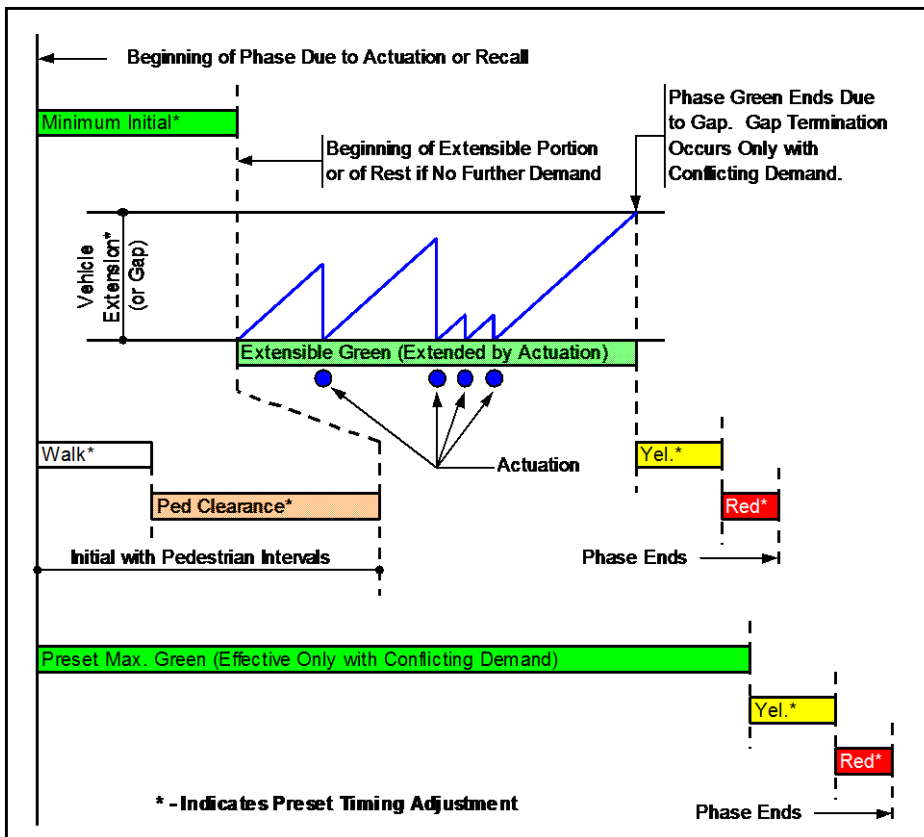 Beginning of Phase Due to Actuation or Recall
Minimum Initial*
Phase Green Ends Due
to Gap. Gap Termination
Occurs Only with
Conflicting Demand.
Beginning of Extensible Portion
or of Rest if No Further Demand
Vehicle
Extension*
(or Gap)
Extensible Green (Extended by Actuation)
Actuation
Walk*
Yel.*
Ped Clearance*
Red*
Initial with Pedestrian Intervals
Phase Ends
Preset Max. Green (Effective Only with Conflicting Demand)
Yel.*
Red*
* - Indicates Preset Timing Adjustment
Phase Ends